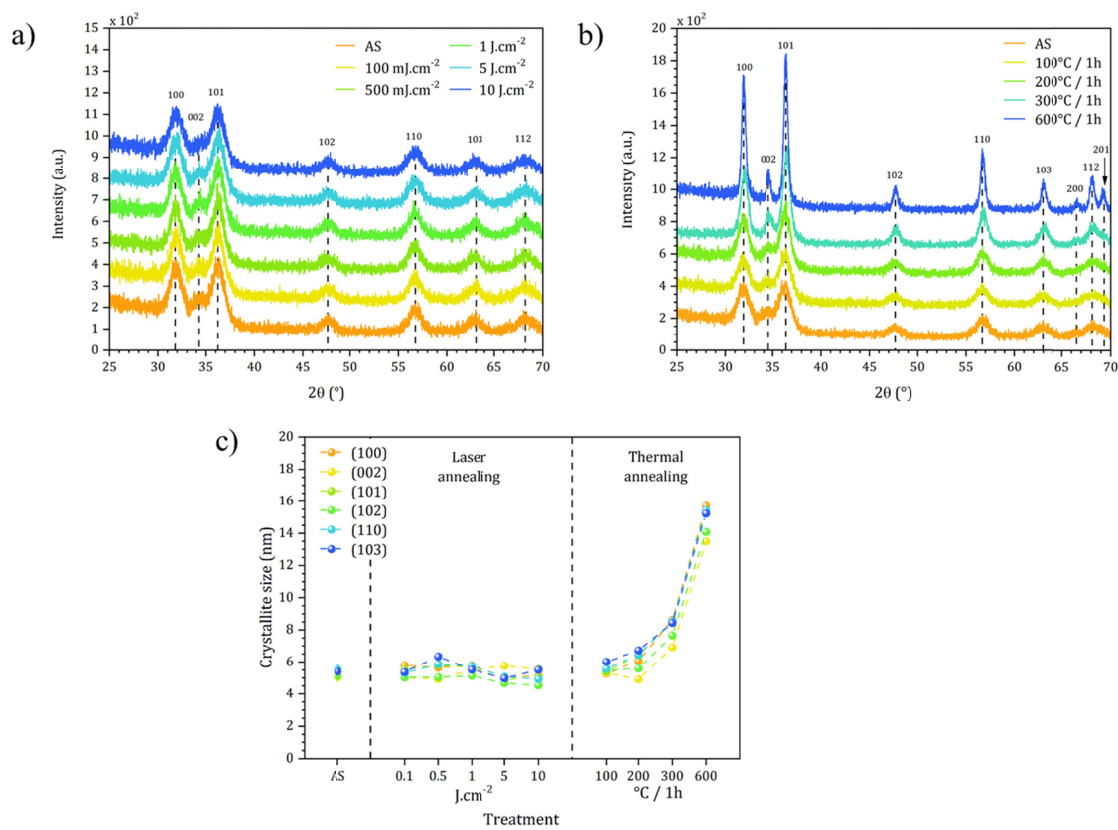 a)
x 10²
15
14
13
12
11
10
9
8
7
6
5
4
3
2
1
0
Intensity (a.u.)
AS
100 mJ.cm⁻²
500 mJ.cm⁻²
1 J.cm⁻²
5 J.cm⁻²
10 J.cm⁻²
100
002
101
102
110
103
112
25 30 35 40 45 50 55 60 65 70
2θ (°)
b)
x 10²
20
18
16
14
12
10
8
6
4
2
0
Intensity (a.u.)
AS
100°C / 1h
200°C / 1h
300°C / 1h
600°C / 1h
100
002
101
102
110
103
200
112
201
25 30 35 40 45 50 55 60 65 70
2θ (°)
c)
20
18
16
14
12
10
8
6
4
2
0
Crystallite size (nm)
(100)
(002)
(101)
(102)
(110)
(103)
Laser
annealing
Thermal
annealing
AS 0.1 0.5 1 5 10 100 200 300 600
J.cm⁻² °C / 1h
Treatment